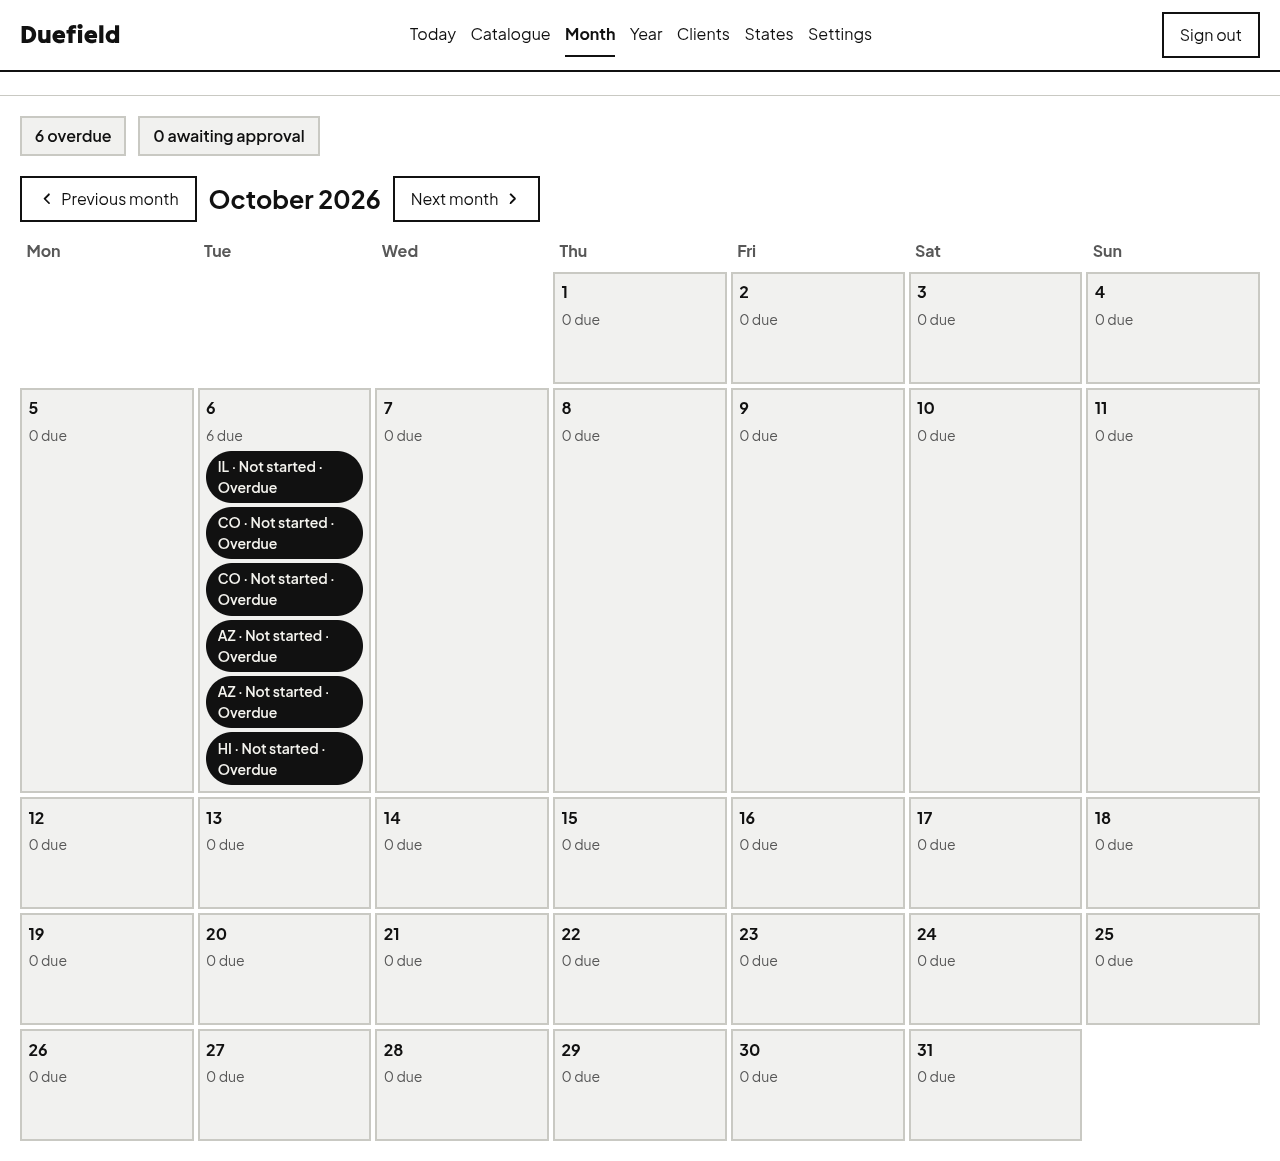 Duefield
Today Catalogue Month Year Clients States Settings
Sign out
6 overdue
0 awaiting approval
Previous month
October 2026
Next month
Mon Tue Wed Thu Fri Sat Sun
1 2 3 4
0 due 0 due 0 due 0 due
5 6 7 8 9 10 11
0 due 6 due 0 due 0 due 0 due 0 due 0 due
IL · Not started ·
Overdue
CO · Not started ·
Overdue
CO · Not started ·
Overdue
AZ · Not started ·
Overdue
AZ · Not started ·
Overdue
HI · Not started ·
Overdue
12 13 14 15 16 17 18
0 due 0 due 0 due 0 due 0 due 0 due 0 due
19 20 21 22 23 24 25
0 due 0 due 0 due 0 due 0 due 0 due 0 due
26 27 28 29 30 31
0 due 0 due 0 due 0 due 0 due 0 due